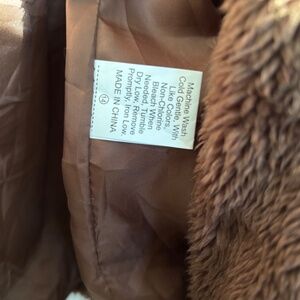 Machine Wash
Cold Gentle, With
Like Colors,
Non-Chlorine
Bleach When
Needed, Tumble
Dry Low, Remove
Promptly. Iron Low.
MADE IN CHINA